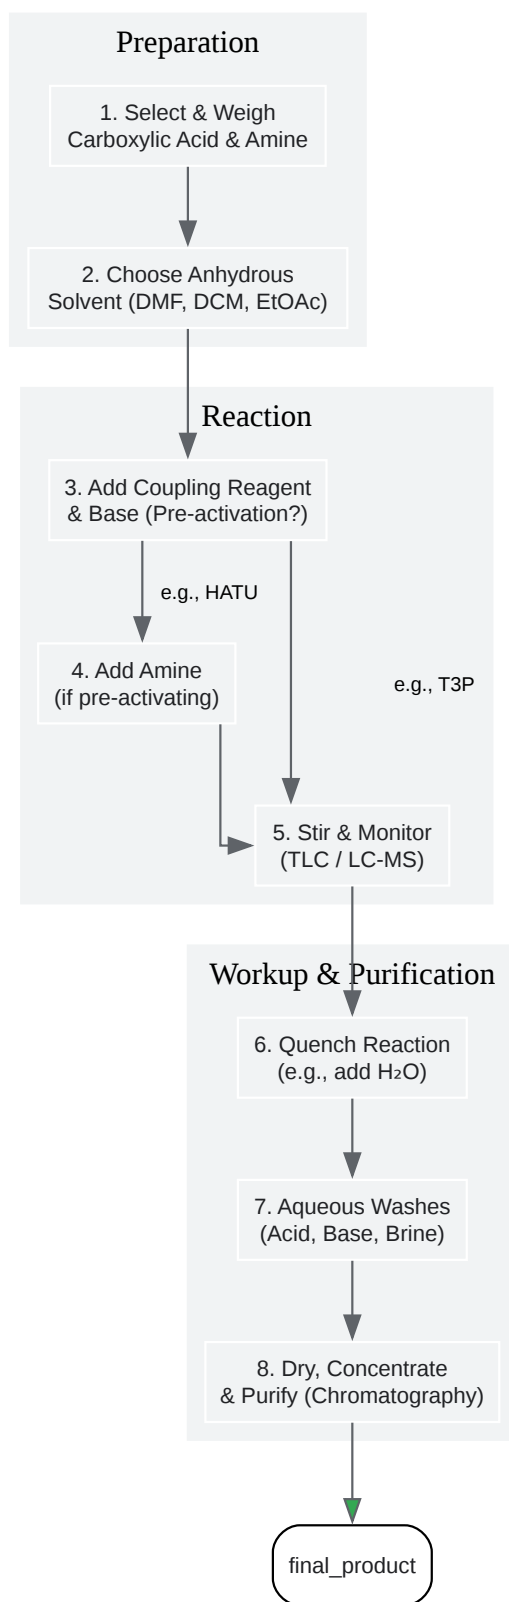 Preparation
1. Select & Weigh
Carboxylic Acid & Amine
2. Choose Anhydrous
Solvent (DMF, DCM, EtOAc)
Reaction
3. Add Coupling Reagent
& Base (Pre-activation?)
e.g., HATU
4. Add Amine
(if pre-activating)
e.g., T3P
5. Stir & Monitor
(TLC / LC-MS)
Workup & Purification
6. Quench Reaction
(e.g., add H₂O)
7. Aqueous Washes
(Acid, Base, Brine)
8. Dry, Concentrate
& Purify (Chromatography)
final_product